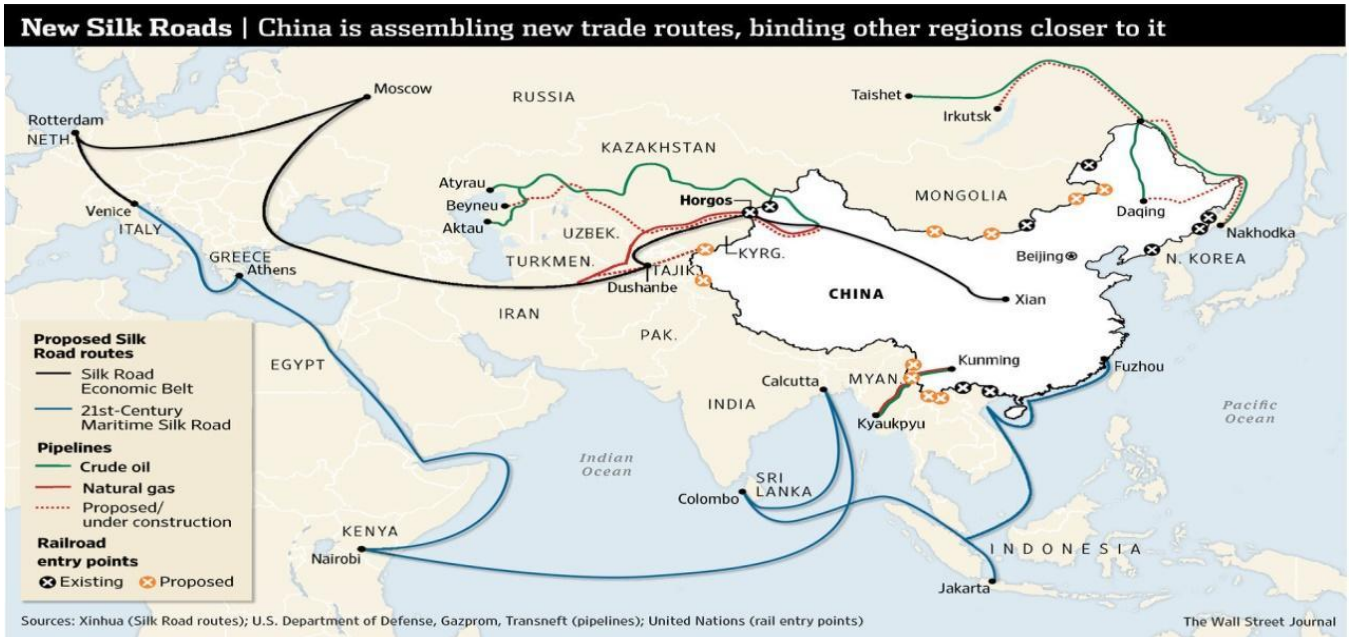 New Silk Roads | China is assembling new trade routes, binding other regions closer to it
Moscow
RUSSIA
Taishet
Irkutsk
Rotterdam
NETH.
KAZAKHSTAN
Atyrau
Beyneu
Aktau
Horgos
MONGOLIA
Daqing
Nakhodka
Venice
ITALY
UZBEK.
TURKMEN.
KYRG.
TAJIK.
Dushanbe
Beijing
N. KOREA
GREECE
Athens
CHINA
Xian
IRAN
PAK.
EGYPT
Calcutta
MYAN.
Kunming
Fuzhou
INDIA
Kyaukpyu
Pacific
Ocean
Indian
Ocean
SRI
LANKA
Colombo
KENYA
Nairobi
INDONESIA
Jakarta
Proposed Silk
Road routes
Silk Road
Economic Belt
21st-Century
Maritime Silk Road
Pipelines
Crude oil
Natural gas
Proposed/
under construction
Railroad
entry points
Existing
Proposed
Sources: Xinhua (Silk Road routes); U.S. Department of Defense, Gazprom, Transneft (pipelines); United Nations (rail entry points)
The Wall Street Journal